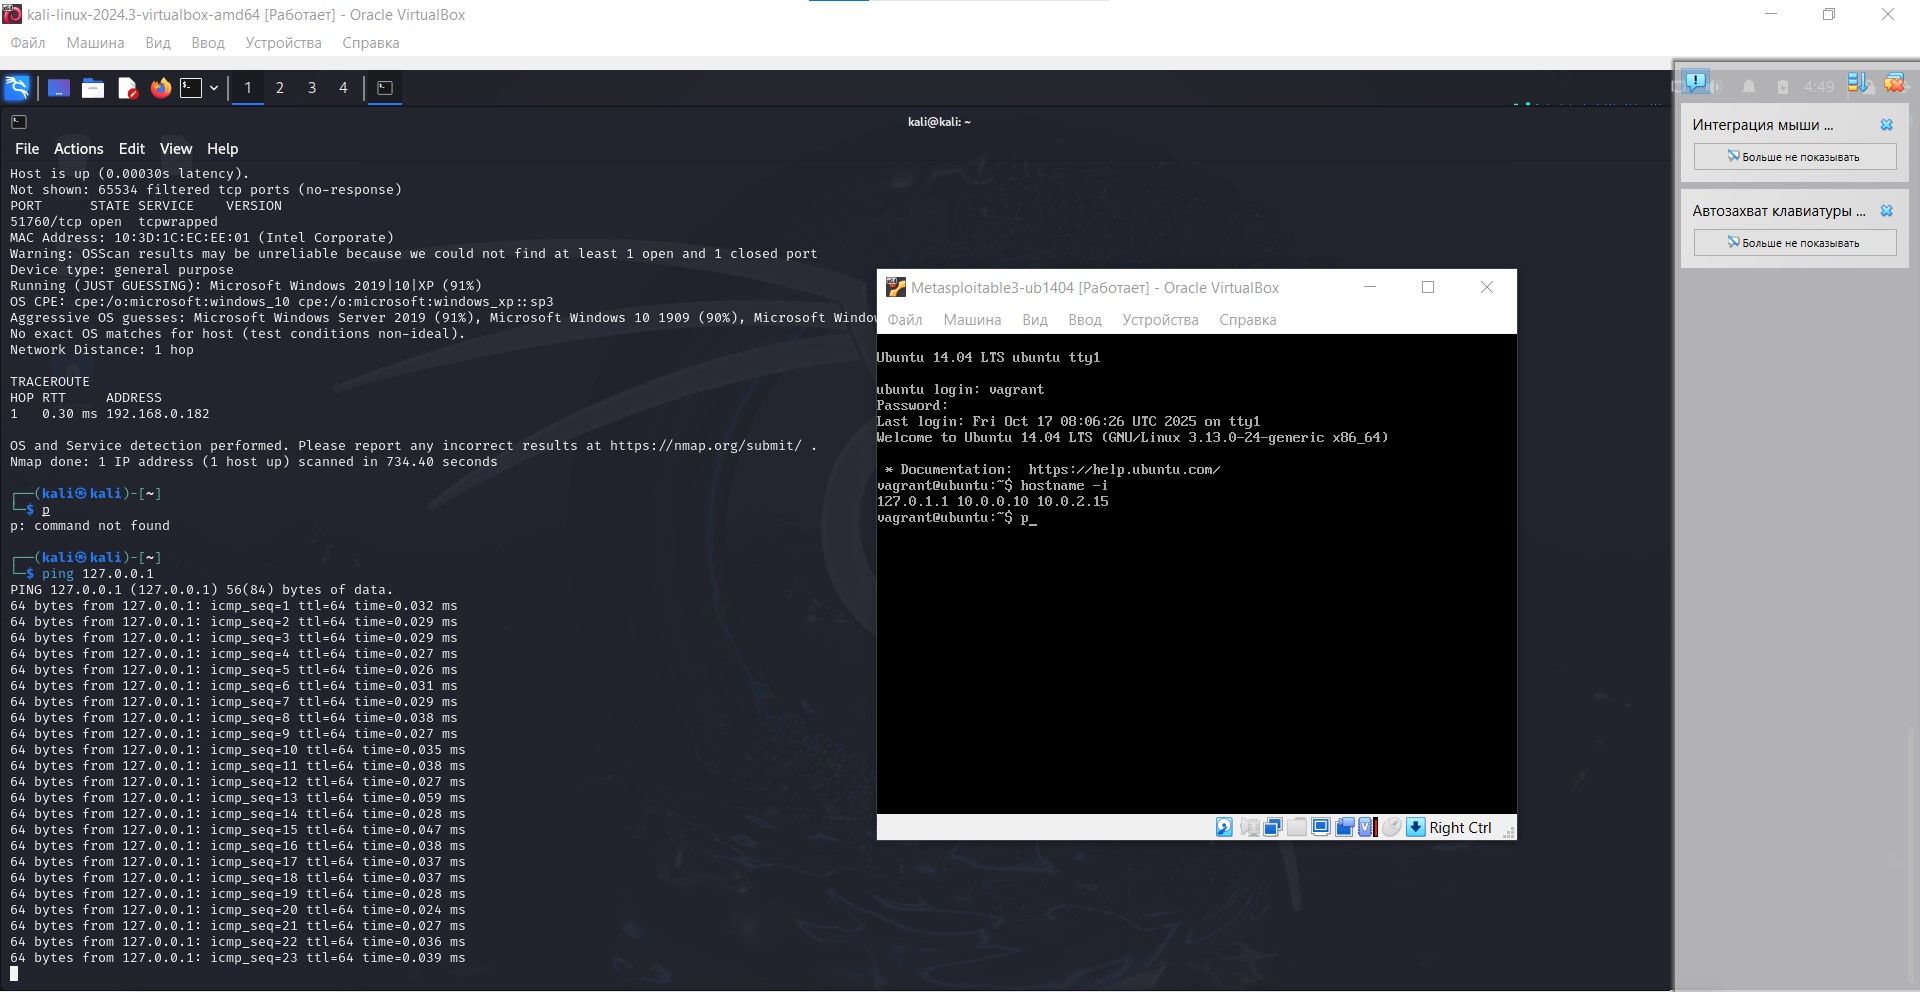 kali-linux-2024.3-virtualbox-amd64 [Работает] - Oracle VirtualBox
Файл Машина Вид Ввод Устройства Справка
1 2 3 4
4:49
kali@kali: ~
File Actions Edit View Help
Host is up (0.00030s latency).
Not shown: 65534 filtered tcp ports (no-response)
PORT      STATE SERVICE    VERSION
51760/tcp open  tcpwrapped
MAC Address: 10:3D:1C:EC:EE:01 (Intel Corporate)
Warning: OSScan results may be unreliable because we could not find at least 1 open and 1 closed port
Device type: general purpose
Running (JUST GUESSING): Microsoft Windows 2019|10|XP (91%)
OS CPE: cpe:/o:microsoft:windows_10 cpe:/o:microsoft:windows_xp::sp3
Aggressive OS guesses: Microsoft Windows Server 2019 (91%), Microsoft Windows 10 1909 (90%), Microsoft Windo
No exact OS matches for host (test conditions non-ideal).
Network Distance: 1 hop
TRACEROUTE
HOP RTT     ADDRESS
1   0.30 ms 192.168.0.182
OS and Service detection performed. Please report any incorrect results at https://nmap.org/submit/ .
Nmap done: 1 IP address (1 host up) scanned in 734.40 seconds
┌──(kali㉿kali)-[~]
└─$ p
p: command not found
┌──(kali㉿kali)-[~]
└─$ ping 127.0.0.1
PING 127.0.0.1 (127.0.0.1) 56(84) bytes of data.
64 bytes from 127.0.0.1: icmp_seq=1 ttl=64 time=0.032 ms
64 bytes from 127.0.0.1: icmp_seq=2 ttl=64 time=0.029 ms
64 bytes from 127.0.0.1: icmp_seq=3 ttl=64 time=0.029 ms
64 bytes from 127.0.0.1: icmp_seq=4 ttl=64 time=0.027 ms
64 bytes from 127.0.0.1: icmp_seq=5 ttl=64 time=0.026 ms
64 bytes from 127.0.0.1: icmp_seq=6 ttl=64 time=0.031 ms
64 bytes from 127.0.0.1: icmp_seq=7 ttl=64 time=0.029 ms
64 bytes from 127.0.0.1: icmp_seq=8 ttl=64 time=0.038 ms
64 bytes from 127.0.0.1: icmp_seq=9 ttl=64 time=0.027 ms
64 bytes from 127.0.0.1: icmp_seq=10 ttl=64 time=0.035 ms
64 bytes from 127.0.0.1: icmp_seq=11 ttl=64 time=0.038 ms
64 bytes from 127.0.0.1: icmp_seq=12 ttl=64 time=0.027 ms
64 bytes from 127.0.0.1: icmp_seq=13 ttl=64 time=0.059 ms
64 bytes from 127.0.0.1: icmp_seq=14 ttl=64 time=0.028 ms
64 bytes from 127.0.0.1: icmp_seq=15 ttl=64 time=0.047 ms
64 bytes from 127.0.0.1: icmp_seq=16 ttl=64 time=0.038 ms
64 bytes from 127.0.0.1: icmp_seq=17 ttl=64 time=0.037 ms
64 bytes from 127.0.0.1: icmp_seq=18 ttl=64 time=0.037 ms
64 bytes from 127.0.0.1: icmp_seq=19 ttl=64 time=0.028 ms
64 bytes from 127.0.0.1: icmp_seq=20 ttl=64 time=0.024 ms
64 bytes from 127.0.0.1: icmp_seq=21 ttl=64 time=0.027 ms
64 bytes from 127.0.0.1: icmp_seq=22 ttl=64 time=0.036 ms
64 bytes from 127.0.0.1: icmp_seq=23 ttl=64 time=0.039 ms
Metasploitable3-ub1404 [Работает] - Oracle VirtualBox
Файл Машина Вид Ввод Устройства Справка
Ubuntu 14.04 LTS ubuntu tty1
ubuntu login: vagrant
Password:
Last login: Fri Oct 17 08:06:26 UTC 2025 on tty1
Welcome to Ubuntu 14.04 LTS (GNU/Linux 3.13.0-24-generic x86_64)
 * Documentation:  https://help.ubuntu.com/
vagrant@ubuntu:~$ hostname -i
127.0.1.1 10.0.0.10 10.0.2.15
vagrant@ubuntu:~$ p_
Right Ctrl
Интеграция мыши ...
Больше не показывать
Автозахват клавиатуры ...
Больше не показывать